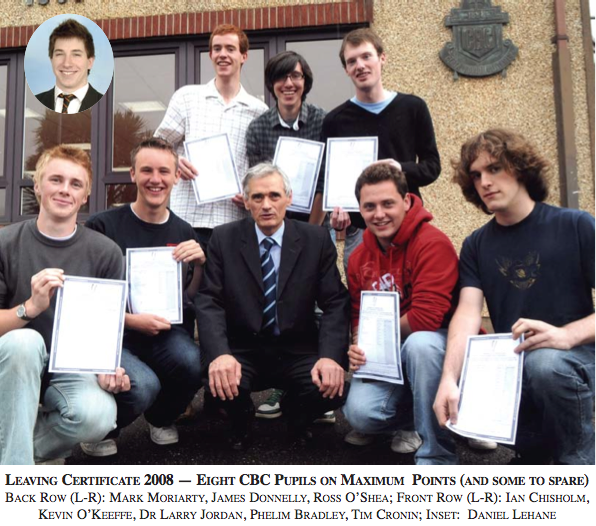 LEAVING CERTIFICATE 2008 — EIGHT CBC PUPILS ON MAXIMUM POINTS (AND SOME TO SPARE)
BACK ROW (L-R): MARK MORIARTY, JAMES DONNELLY, ROSS O'SHEA; FRONT ROW (L-R): IAN CHISHOLM,
KEVIN O'KEEFFE, DR LARRY JORDAN, PHELIM BRADLEY, TIM CRONIN; INSET: DANIEL LEHANE